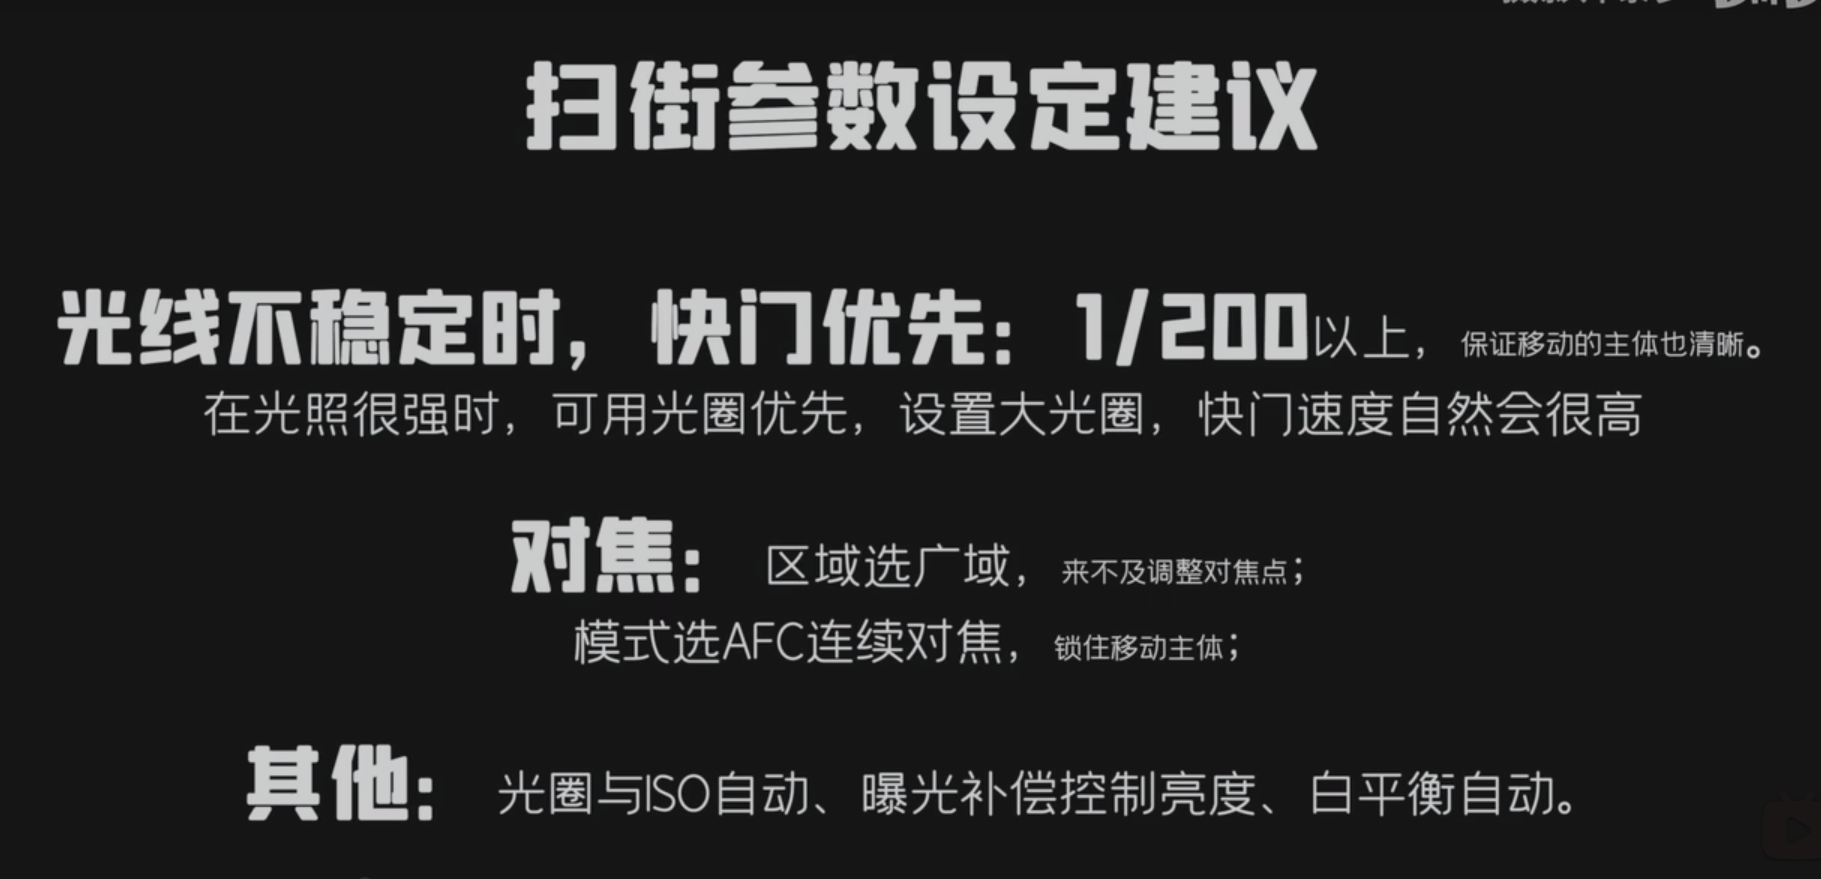 扫街参数设定建议
光线不稳定时，快门优先：1/200以上，保证移动的主体也清晰。
在光照很强时，可用光圈优先，设置大光圈，快门速度自然会很高
对焦：区域选广域，来不及调整对焦点；
模式选AFC连续对焦，锁住移动主体；
其他：光圈与ISO自动、曝光补偿控制亮度、白平衡自动。